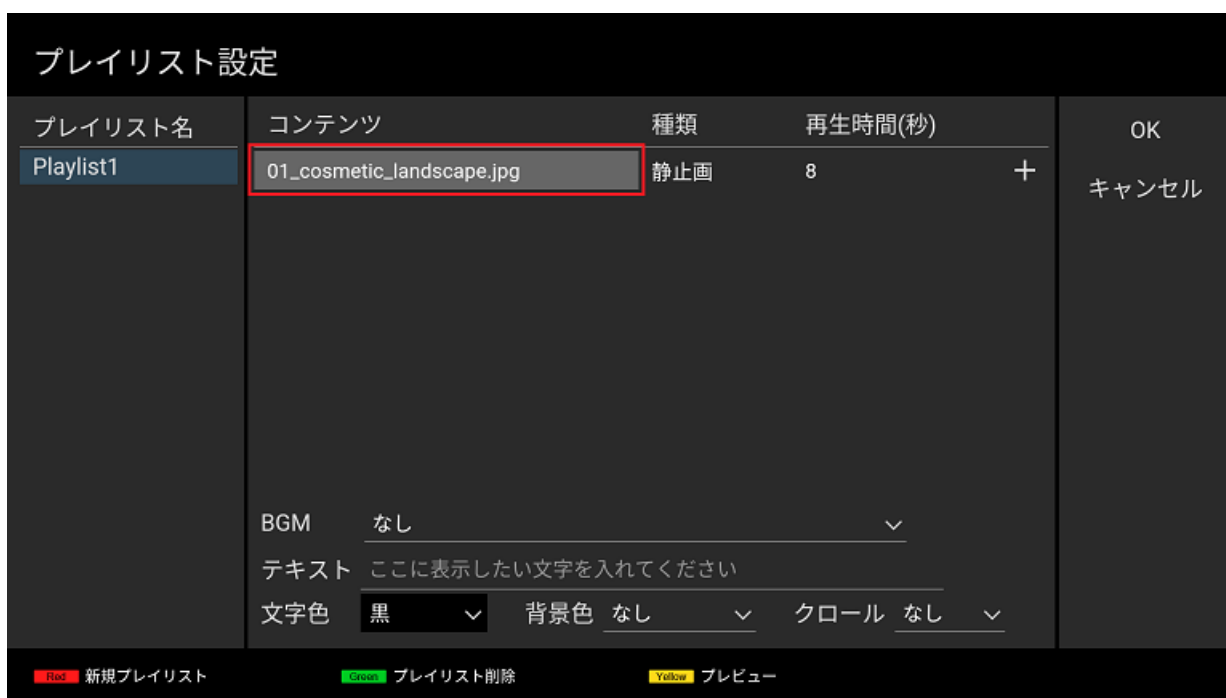 プレイリスト設定
プレイリスト名
Playlist1
コンテンツ 種類 再生時間(秒)
01_cosmetic_landscape.jpg 静止画 8 +
OK
キャンセル
BGM なし
テキスト ここに表示したい文字を入れてください
文字色 黒 背景色 なし クロール なし
Red 新規プレイリスト Green プレイリスト削除 Yellow プレビュー